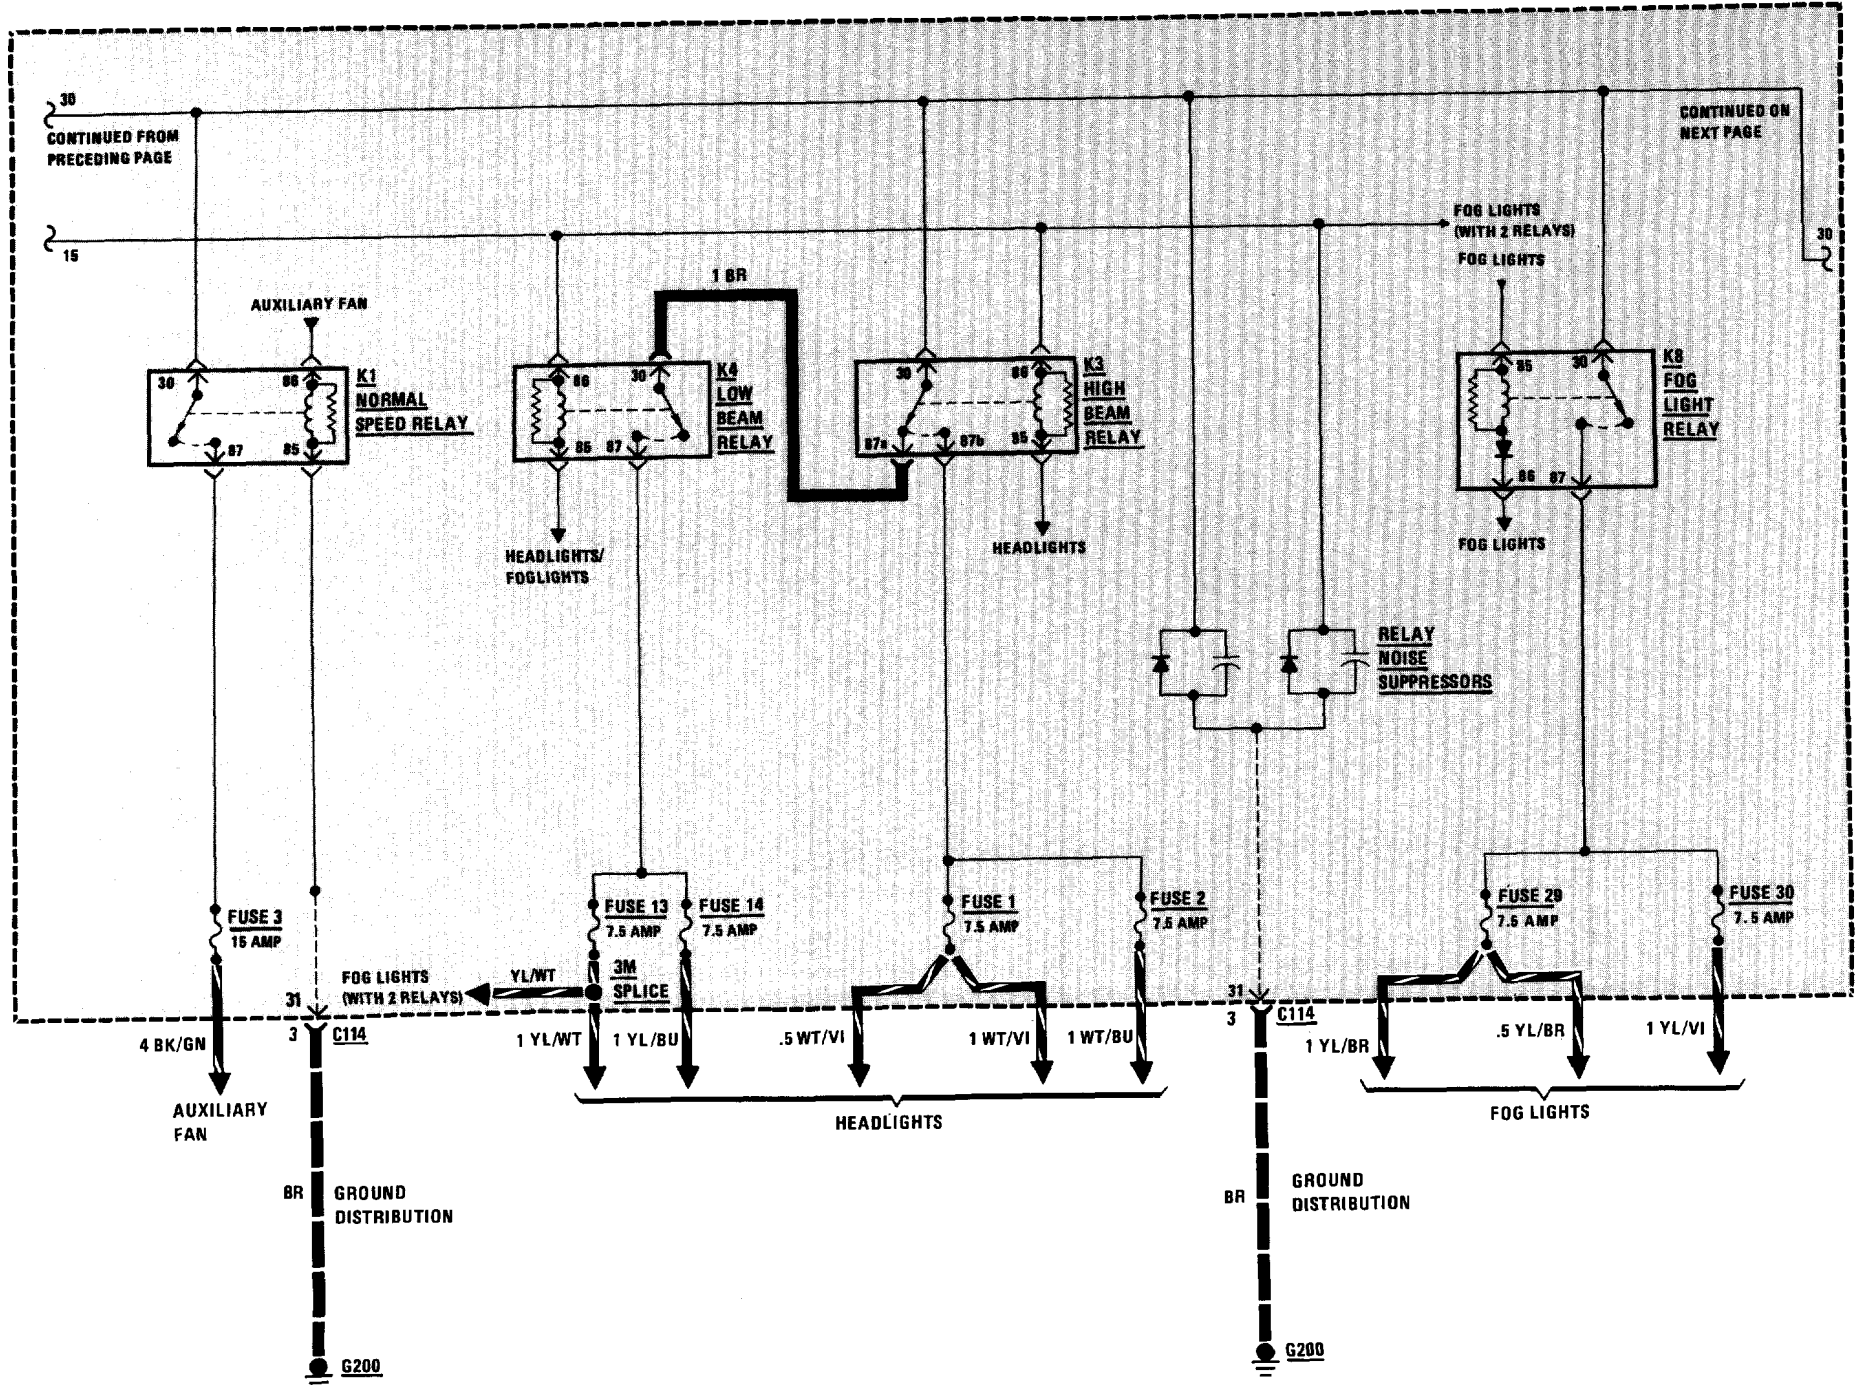 30
CONTINUED FROM
PRECEDING PAGE
CONTINUED ON
NEXT PAGE
15
FOG LIGHTS
(WITH 2 RELAYS)
30
FOG LIGHTS
1 BR
AUXILIARY FAN
30
86
K1
NORMAL
SPEED RELAY
87
85
86
30
K4
LOW
BEAM
RELAY
85
87
30
86
K3
HIGH
BEAM
RELAY
87a
87b
85
85
30
K8
FOG
LIGHT
RELAY
86
87
HEADLIGHTS/
FOGLIGHTS
HEADLIGHTS
FOG LIGHTS
RELAY
NOISE
SUPPRESSORS
FUSE 3
15 AMP
FUSE 13
7.5 AMP
FUSE 14
7.5 AMP
FUSE 1
7.5 AMP
FUSE 2
7.5 AMP
FUSE 29
7.5 AMP
FUSE 30
7.5 AMP
FOG LIGHTS
(WITH 2 RELAYS)
YL/WT
3M
SPLICE
31
3
C114
31
3
C114
4 BK/GN
1 YL/WT
1 YL/BU
.5 WT/VI
1 WT/VI
1 WT/BU
1 YL/BR
.5 YL/BR
1 YL/VI
AUXILIARY
FAN
HEADLIGHTS
FOG LIGHTS
BR
GROUND
DISTRIBUTION
BR
GROUND
DISTRIBUTION
G200
G200